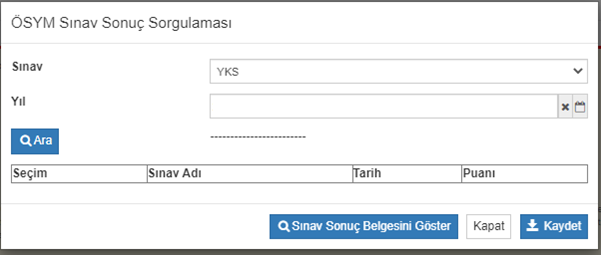 ÖSYM Sınav Sonuç Sorgulaması
Sınav
YKS
Yıl
Ara
------------------------
Seçim Sınav Adı Tarih Puanı
Sınav Sonuç Belgesini Göster Kapat Kaydet